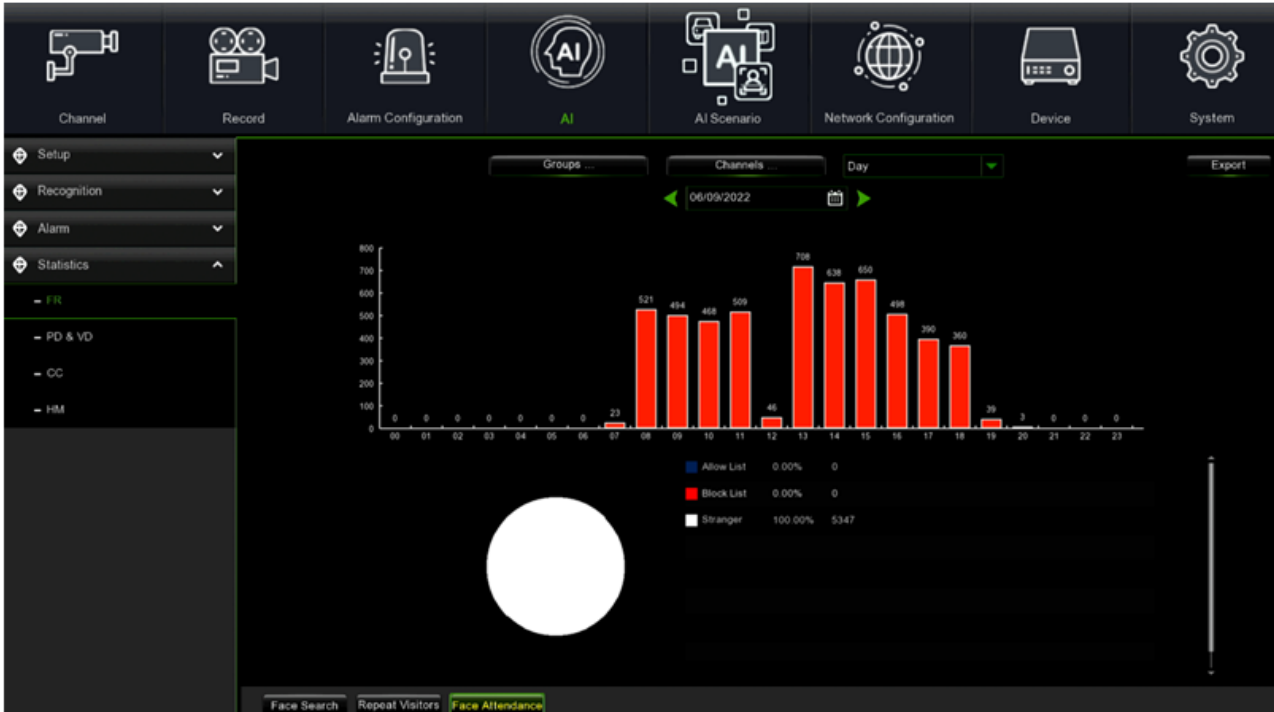 AI
AI
Channel Record Alarm Configuration AI AI Scenario Network Configuration Device System
Setup
Groups ... Channels ... Day Export
Recognition
06/09/2022
Alarm
Statistics
FR
PD & VD
CC
HM
800
700
600
500
400
300
200
100
0
0 0 0 0 0 0 0 23 521 494 468 509 46 708 638 650 498 390 360 39 3 0 0 0
00 01 02 03 04 05 06 07 08 09 10 11 12 13 14 15 16 17 18 19 20 21 22 23
Allow List 0.00% 0
Block List 0.00% 0
Stranger 100.00% 5347
Face Search Repeat Visitors Face Attendance